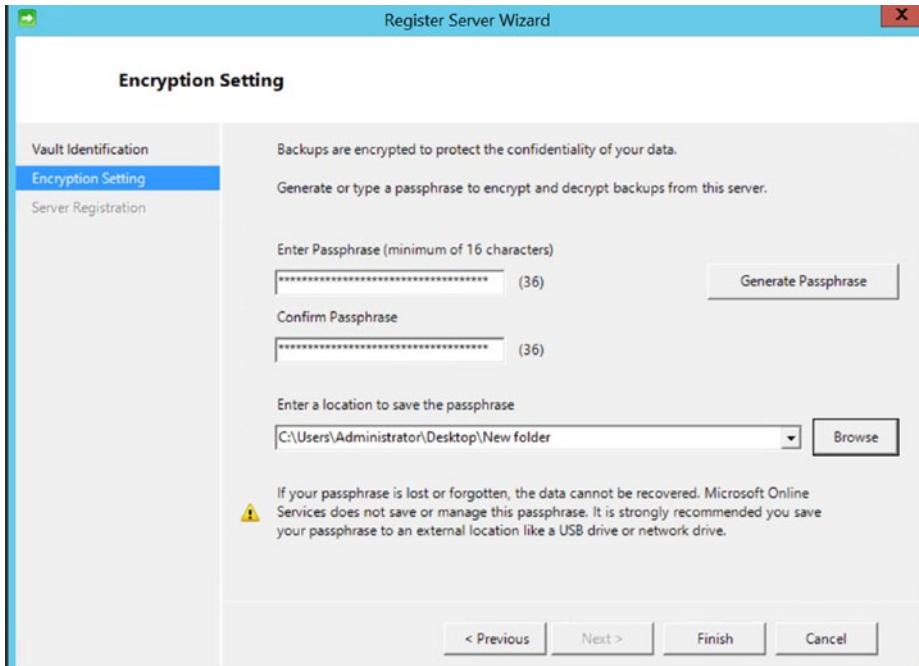 Register Server Wizard
x
Encryption Setting
Vault Identification
Encryption Setting
Server Registration
Backups are encrypted to protect the confidentiality of your data.
Generate or type a passphrase to encrypt and decrypt backups from this server.
Enter Passphrase (minimum of 16 characters)
************************************ (36)
Generate Passphrase
Confirm Passphrase
************************************ (36)
Enter a location to save the passphrase
C:\Users\Administrator\Desktop\New folder
Browse
If your passphrase is lost or forgotten, the data cannot be recovered. Microsoft Online
Services does not save or manage this passphrase. It is strongly recommended you save
your passphrase to an external location like a USB drive or network drive.
< Previous
Next >
Finish
Cancel